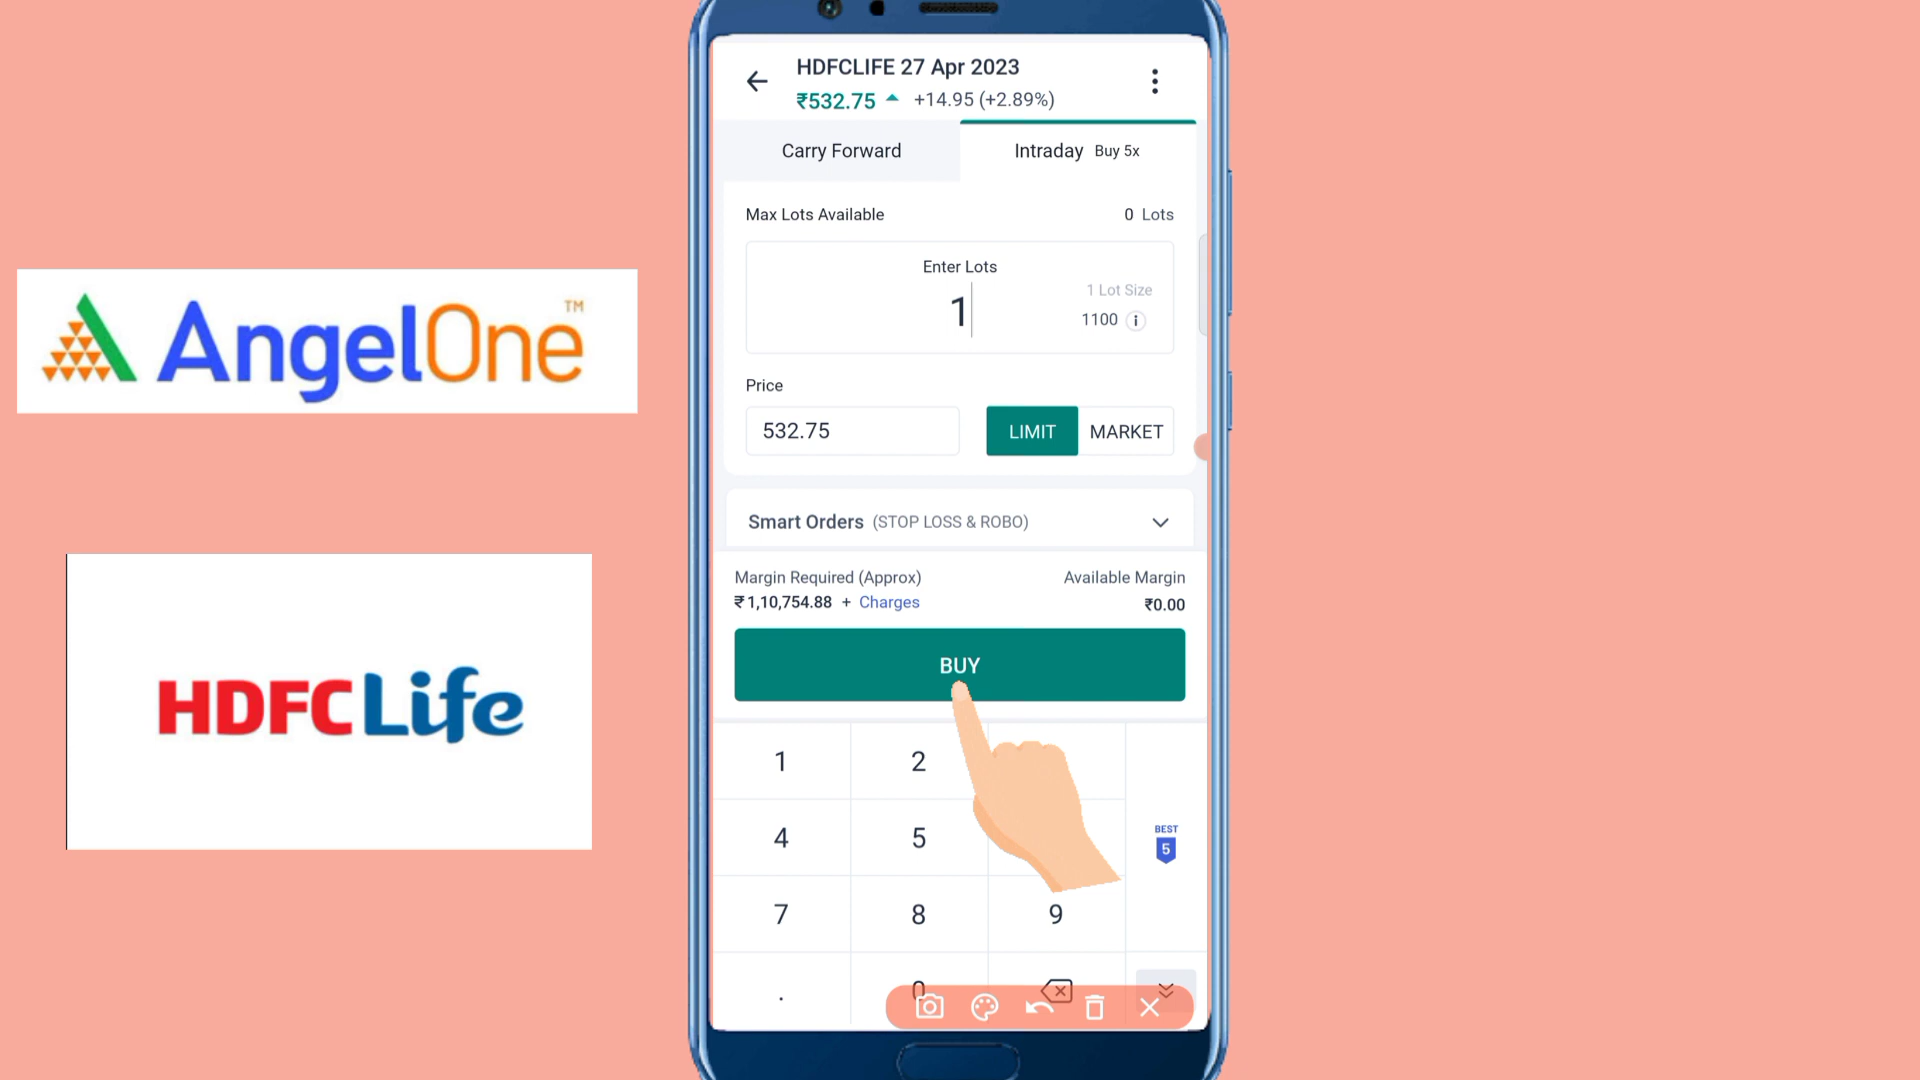 AngelOne™
HDFC Life
HDFCLIFE 27 Apr 2023
₹532.75 +14.95 (+2.89%)
Carry Forward
Intraday Buy 5x
Max Lots Available 0 Lots
Enter Lots
1
1 Lot Size
1100
Price
532.75
LIMIT MARKET
Smart Orders (STOP LOSS & ROBO)
Margin Required (Approx) Available Margin
₹1,10,754.88 + Charges ₹0.00
BUY
1 2
4 5
BEST
5
7 8 9
. 0